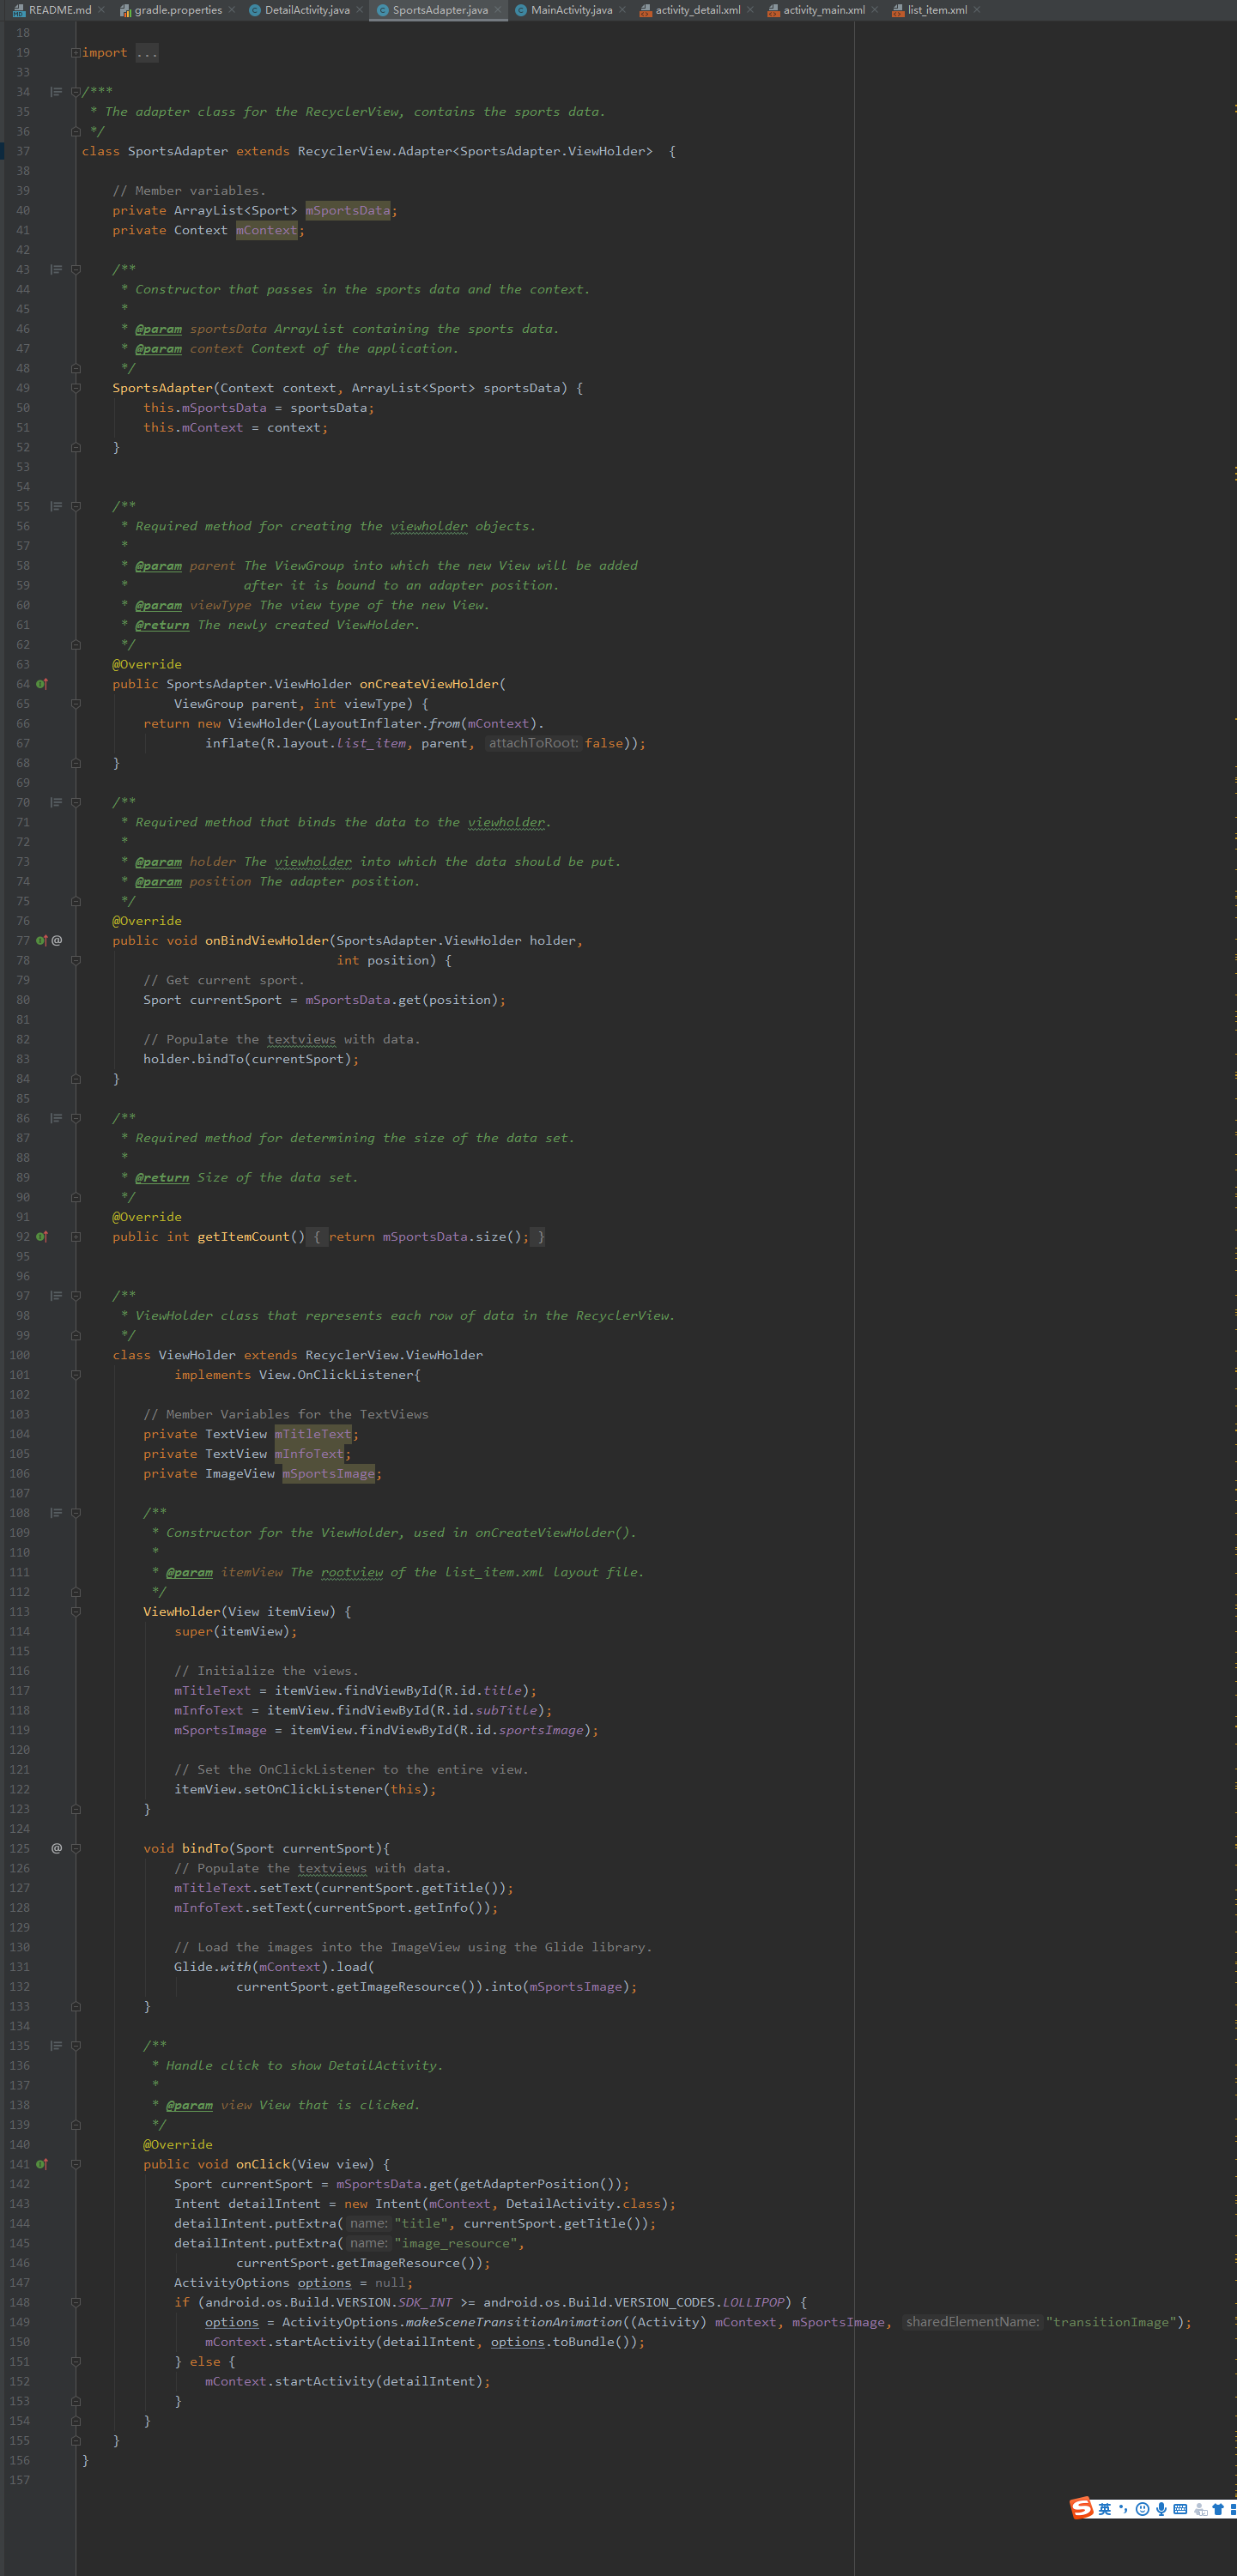 README.md gradle.properties DetailActivity.java SportsAdapter.java MainActivity.java activity_detail.xml activity_main.xml list_item.xml
18
19 import ...
33
34 /***
35  * The adapter class for the RecyclerView, contains the sports data.
36  */
37 class SportsAdapter extends RecyclerView.Adapter<SportsAdapter.ViewHolder>  {
38
39     // Member variables.
40     private ArrayList<Sport> mSportsData;
41     private Context mContext;
42
43     /**
44      * Constructor that passes in the sports data and the context.
45      *
46      * @param sportsData ArrayList containing the sports data.
47      * @param context Context of the application.
48      */
49     SportsAdapter(Context context, ArrayList<Sport> sportsData) {
50         this.mSportsData = sportsData;
51         this.mContext = context;
52     }
53
54
55     /**
56      * Required method for creating the viewholder objects.
57      *
58      * @param parent The ViewGroup into which the new View will be added
59      *               after it is bound to an adapter position.
60      * @param viewType The view type of the new View.
61      * @return The newly created ViewHolder.
62      */
63     @Override
64     public SportsAdapter.ViewHolder onCreateViewHolder(
65             ViewGroup parent, int viewType) {
66         return new ViewHolder(LayoutInflater.from(mContext).
67                 inflate(R.layout.list_item, parent, attachToRoot: false));
68     }
69
70     /**
71      * Required method that binds the data to the viewholder.
72      *
73      * @param holder The viewholder into which the data should be put.
74      * @param position The adapter position.
75      */
76     @Override
77 @   public void onBindViewHolder(SportsAdapter.ViewHolder holder,
78                                  int position) {
79         // Get current sport.
80         Sport currentSport = mSportsData.get(position);
81
82         // Populate the textviews with data.
83         holder.bindTo(currentSport);
84     }
85
86     /**
87      * Required method for determining the size of the data set.
88      *
89      * @return Size of the data set.
90      */
91     @Override
92     public int getItemCount() { return mSportsData.size(); }
95
96
97     /**
98      * ViewHolder class that represents each row of data in the RecyclerView.
99      */
100     class ViewHolder extends RecyclerView.ViewHolder
101             implements View.OnClickListener{
102
103         // Member Variables for the TextViews
104         private TextView mTitleText;
105         private TextView mInfoText;
106         private ImageView mSportsImage;
107
108         /**
109          * Constructor for the ViewHolder, used in onCreateViewHolder().
110          *
111          * @param itemView The rootview of the list_item.xml layout file.
112          */
113         ViewHolder(View itemView) {
114             super(itemView);
115
116             // Initialize the views.
117             mTitleText = itemView.findViewById(R.id.title);
118             mInfoText = itemView.findViewById(R.id.subTitle);
119             mSportsImage = itemView.findViewById(R.id.sportsImage);
120
121             // Set the OnClickListener to the entire view.
122             itemView.setOnClickListener(this);
123         }
124
125 @       void bindTo(Sport currentSport){
126             // Populate the textviews with data.
127             mTitleText.setText(currentSport.getTitle());
128             mInfoText.setText(currentSport.getInfo());
129
130             // Load the images into the ImageView using the Glide library.
131             Glide.with(mContext).load(
132                     currentSport.getImageResource()).into(mSportsImage);
133         }
134
135         /**
136          * Handle click to show DetailActivity.
137          *
138          * @param view View that is clicked.
139          */
140         @Override
141         public void onClick(View view) {
142             Sport currentSport = mSportsData.get(getAdapterPosition());
143             Intent detailIntent = new Intent(mContext, DetailActivity.class);
144             detailIntent.putExtra( name: "title", currentSport.getTitle());
145             detailIntent.putExtra( name: "image_resource",
146                     currentSport.getImageResource());
147             ActivityOptions options = null;
148             if (android.os.Build.VERSION.SDK_INT >= android.os.Build.VERSION_CODES.LOLLIPOP) {
149                 options = ActivityOptions.makeSceneTransitionAnimation((Activity) mContext, mSportsImage, sharedElementName: "transitionImage");
150                 mContext.startActivity(detailIntent, options.toBundle());
151             } else {
152                 mContext.startActivity(detailIntent);
153             }
154         }
155     }
156 }
157
S 英